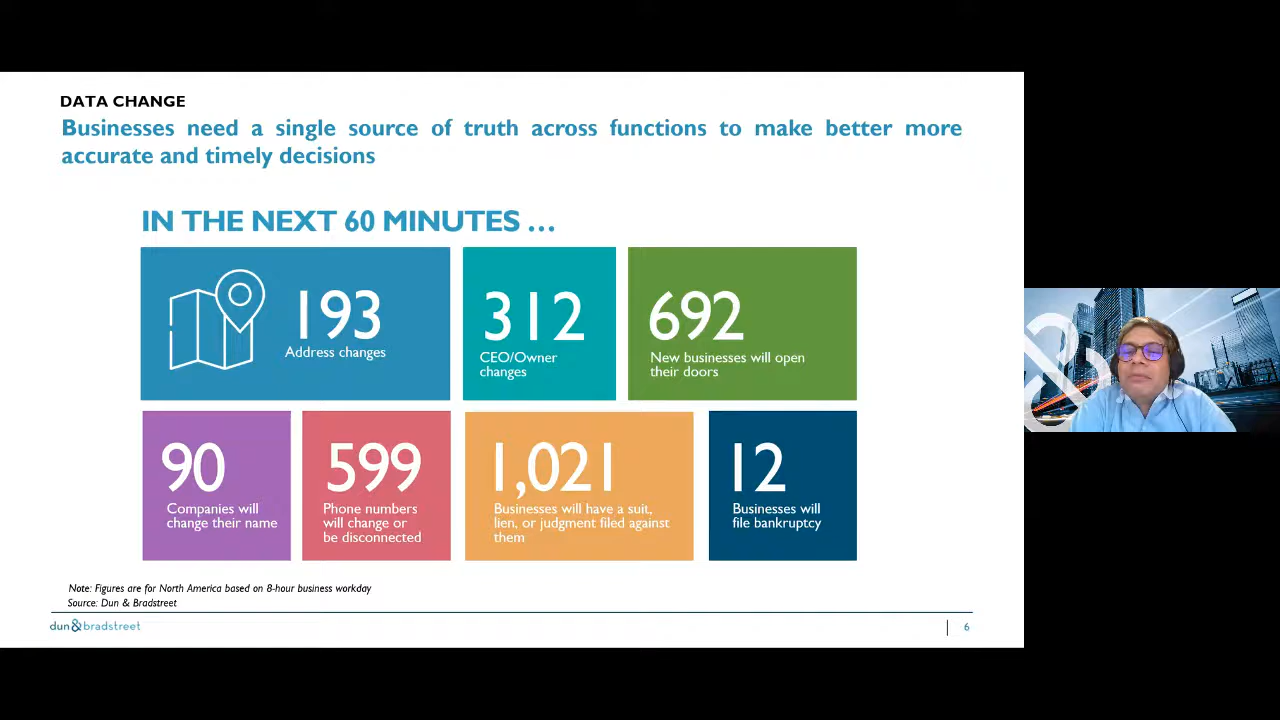 DATA CHANGE
Businesses need a single source of truth across functions to make better more
accurate and timely decisions
IN THE NEXT 60 MINUTES ...
193
Address changes
312
CEO/Owner
changes
692
New businesses will open
their doors
90
Companies will
change their name
599
Phone numbers
will change or
be disconnected
1,021
Businesses will have a suit,
lien, or judgment filed against
them
12
Businesses will
file bankruptcy
Note: Figures are for North America based on 8-hour business workday
Source: Dun & Bradstreet
dun&bradstreet
6